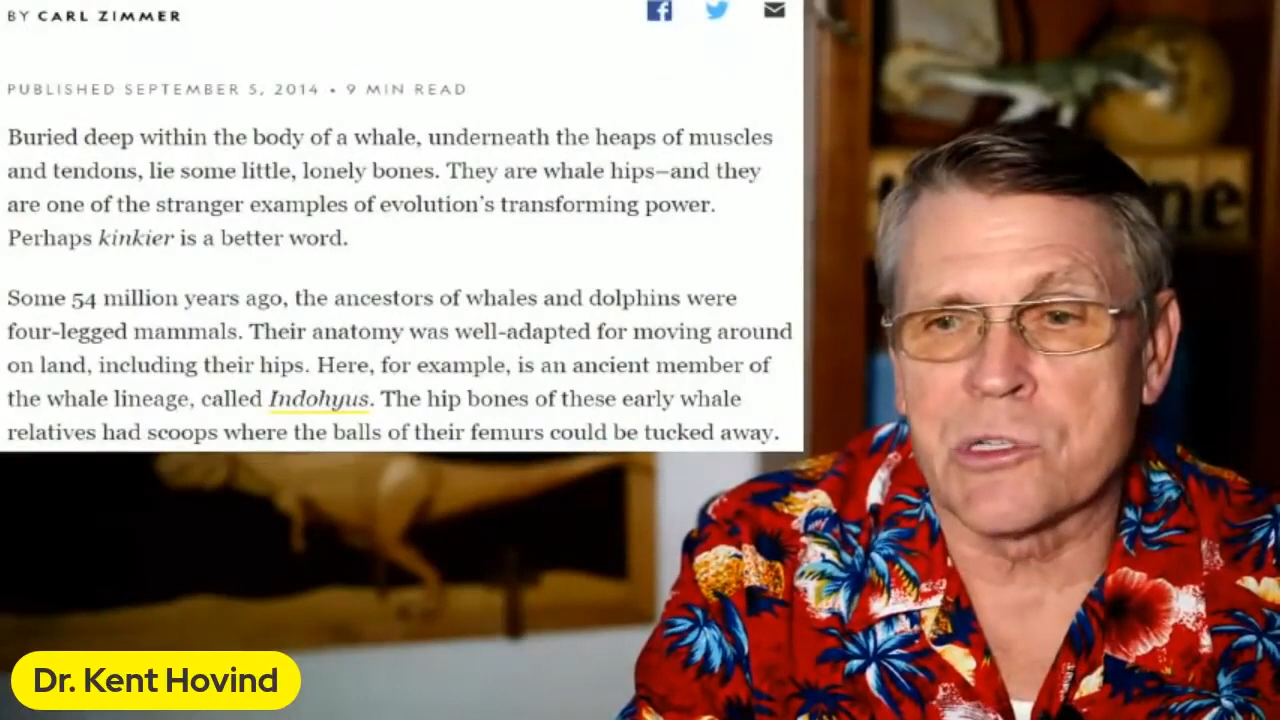 BY CARL ZIMMER
PUBLISHED SEPTEMBER 5, 2014 • 9 MIN READ
Buried deep within the body of a whale, underneath the heaps of muscles
and tendons, lie some little, lonely bones. They are whale hips–and they
are one of the stranger examples of evolution's transforming power.
Perhaps kinkier is a better word.
Some 54 million years ago, the ancestors of whales and dolphins were
four-legged mammals. Their anatomy was well-adapted for moving around
on land, including their hips. Here, for example, is an ancient member of
the whale lineage, called Indohyus. The hip bones of these early whale
relatives had scoops where the balls of their femurs could be tucked away.
Dr. Kent Hovind